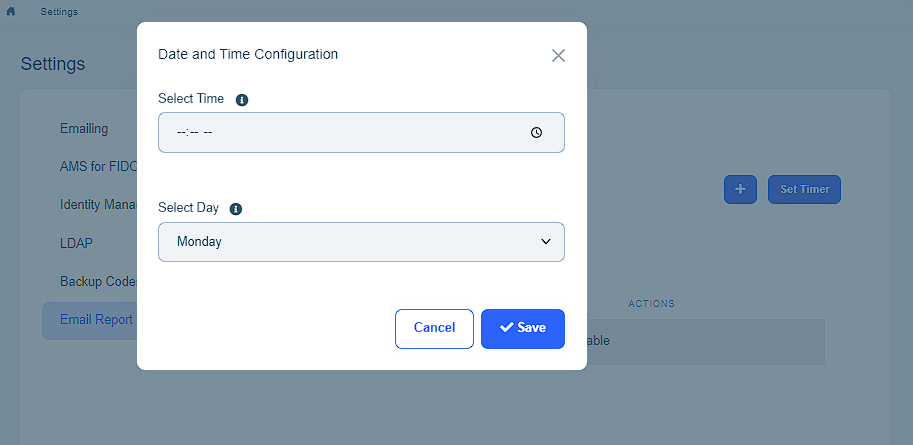 Settings
Settings
Date and Time Configuration
Select Time
--:-- --
Select Day
Monday
Cancel
Save
Emailing
AMS for FIDO
Identity Mana
LDAP
Backup Code
Email Report
Set Timer
ACTIONS
able